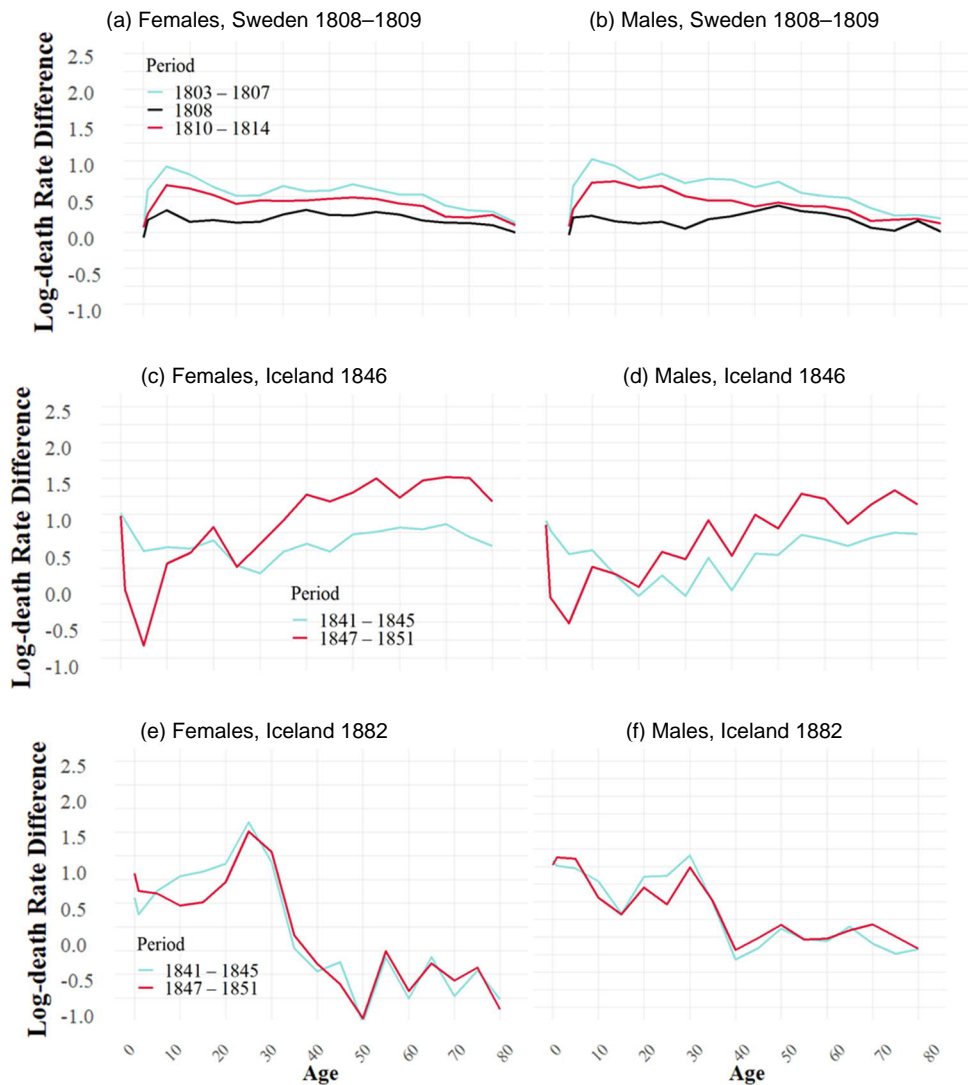 (a) Females, Sweden 1808–1809
(b) Males, Sweden 1808–1809
Log-death Rate Difference
2.5
2.0
1.5
1.0
0.5
0.0
-0.5
-1.0
Period
1803 – 1807
1808
1810 – 1814
(c) Females, Iceland 1846
(d) Males, Iceland 1846
Log-death Rate Difference
2.5
2.0
1.5
1.0
0.5
0.0
-0.5
-1.0
Period
1841 – 1845
1847 – 1851
(e) Females, Iceland 1882
(f) Males, Iceland 1882
Log-death Rate Difference
2.5
2.0
1.5
1.0
0.5
0.0
-0.5
-1.0
Period
1841 – 1845
1847 – 1851
0 10 20 30 40 50 60 70 80
0 10 20 30 40 50 60 70 80
Age
Age